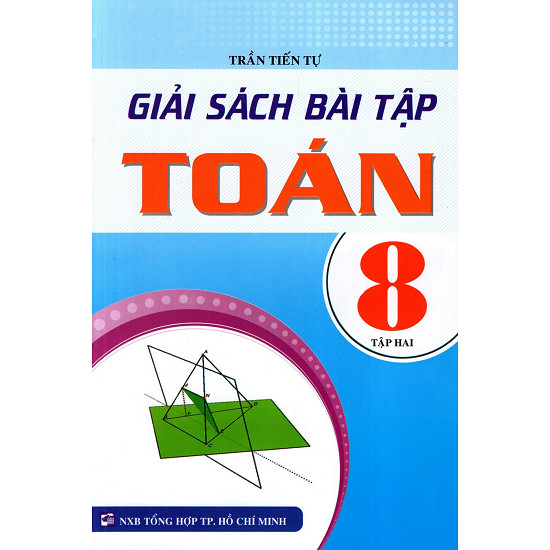 TRẦN TIẾN TỰ
GIẢI SÁCH BÀI TẬP
TOÁN
8
TẬP HAI
NXB TỔNG HỢP TP. HỒ CHÍ MINH